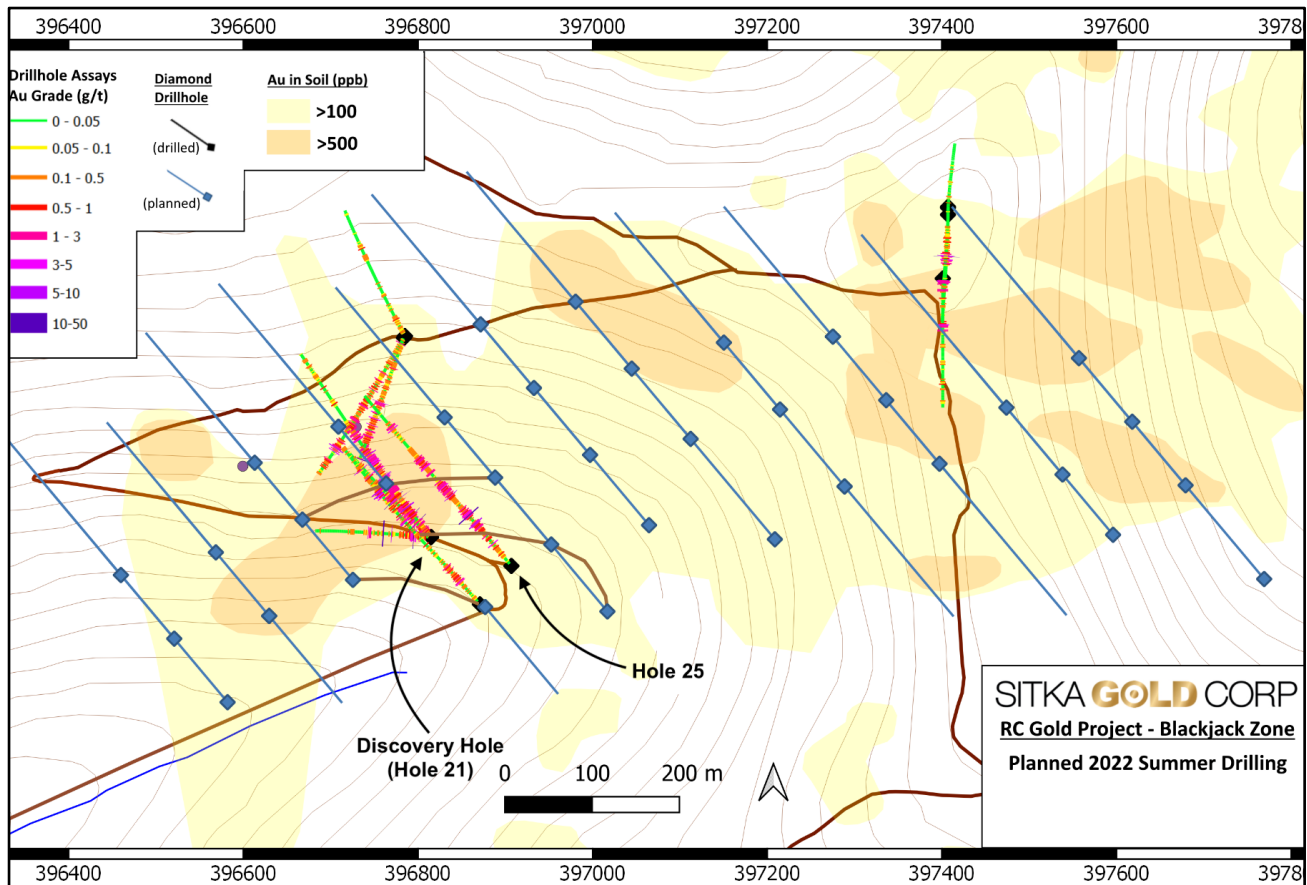 396400 396600 396800 397000 397200 397400 397600 3978
Drillhole Assays
Au Grade (g/t)
0 - 0.05
0.05 - 0.1
0.1 - 0.5
0.5 - 1
1 - 3
3-5
5-10
10-50
Diamond
Drillhole
(drilled)
(planned)
Au in Soil (ppb)
>100
>500
Hole 25
Discovery Hole
(Hole 21)
0 100 200 m
SITKA GOLD CORP
RC Gold Project - Blackjack Zone
Planned 2022 Summer Drilling
396400 396600 396800 397000 397200 397400 397600 3978